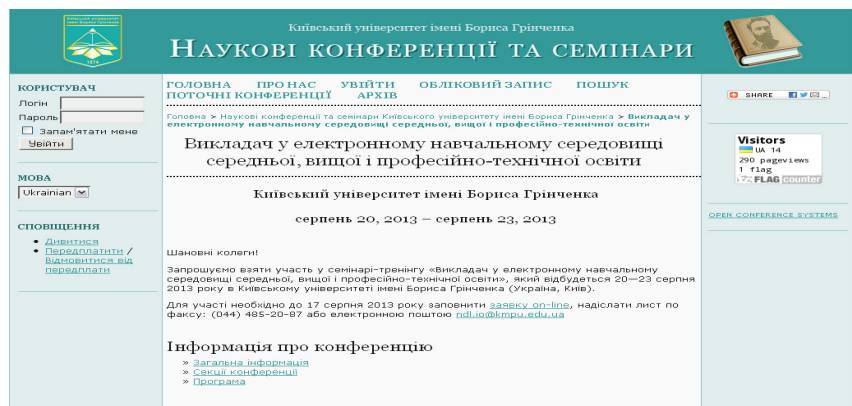 Київський університет імені Бориса Грінченка
НАУКОВІ КОНФЕРЕНЦІЇ ТА СЕМІНАРИ
1874
КОРИСТУВАЧ
Логін
Пароль
Запам'ятати мене
Увійти
МОВА
Ukrainian
СПОВІЩЕННЯ
Дивитися
Передплатити /
Відмовитися від
передплати
ГОЛОВНА ПРО НАС УВІЙТИ ОБЛІКОВИЙ ЗАПИС ПОШУК
ПОТОЧНІ КОНФЕРЕНЦІЇ АРХІВ
Головна > Наукові конференції та семінари Київського університету імені Бориса Грінченка > Викладач у
електронному навчальному середовищі середньої, вищої і професійно-технічної освіти
Викладач у електронному навчальному середовищі
середньої, вищої і професійно-технічної освіти
Київський університет імені Бориса Грінченка
серпень 20, 2013 – серпень 23, 2013
Шановні колеги!
Запрошуємо взяти участь у семінарі-тренінгу «Викладач у електронному навчальному
середовищі середньої, вищої і професійно-технічної освіти», який відбудеться 20—23 серпня
2013 року в Київському університеті імені Бориса Грінченка (Україна, Київ).
Для участі необхідно до 17 серпня 2013 року заповнити заявку on-line, надіслати лист по
факсу: (044) 485-20-87 або електронною поштою ndl.io@kmpu.edu.ua
Інформація про конференцію
» Загальна інформація
» Секції конференції
» Програма
SHARE
Visitors
UA 14
290 pageviews
1 flag
FLAG counter
OPEN CONFERENCE SYSTEMS